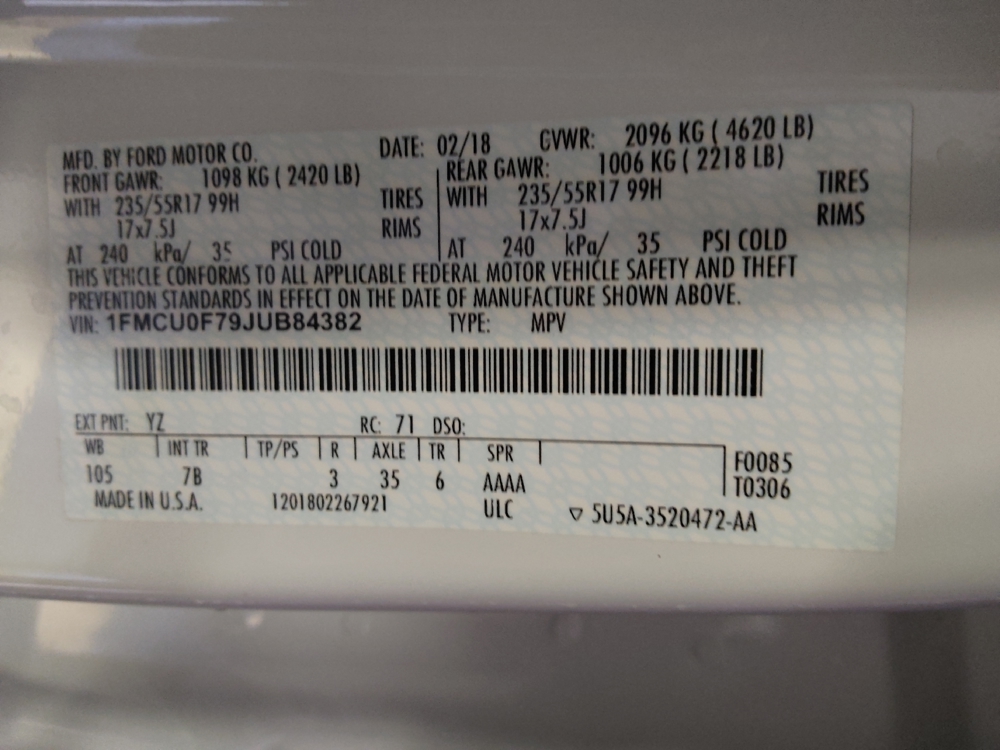 MFD. BY FORD MOTOR CO. DATE: 02/18 GVWR: 2096 KG ( 4620 LB)
FRONT GAWR: 1098 KG ( 2420 LB) REAR GAWR: 1006 KG ( 2218 LB)
WITH 235/55R17 99H TIRES WITH 235/55R17 99H TIRES
17x7.5J RIMS 17x7.5J RIMS
AT 240 kPa/ 35 PSI COLD AT 240 kPa/ 35 PSI COLD
THIS VEHICLE CONFORMS TO ALL APPLICABLE FEDERAL MOTOR VEHICLE SAFETY AND THEFT
PREVENTION STANDARDS IN EFFECT ON THE DATE OF MANUFACTURE SHOWN ABOVE.
VIN: 1FMCU0F79JUB84382 TYPE: MPV
EXT PNT: YZ RC: 71 DSO:
WB INT TR TP/PS R AXLE TR SPR F0085
105 7B 3 35 6 AAAA T0306
MADE IN U.S.A. 1201802267921 ULC ▽ 5U5A-3520472-AA